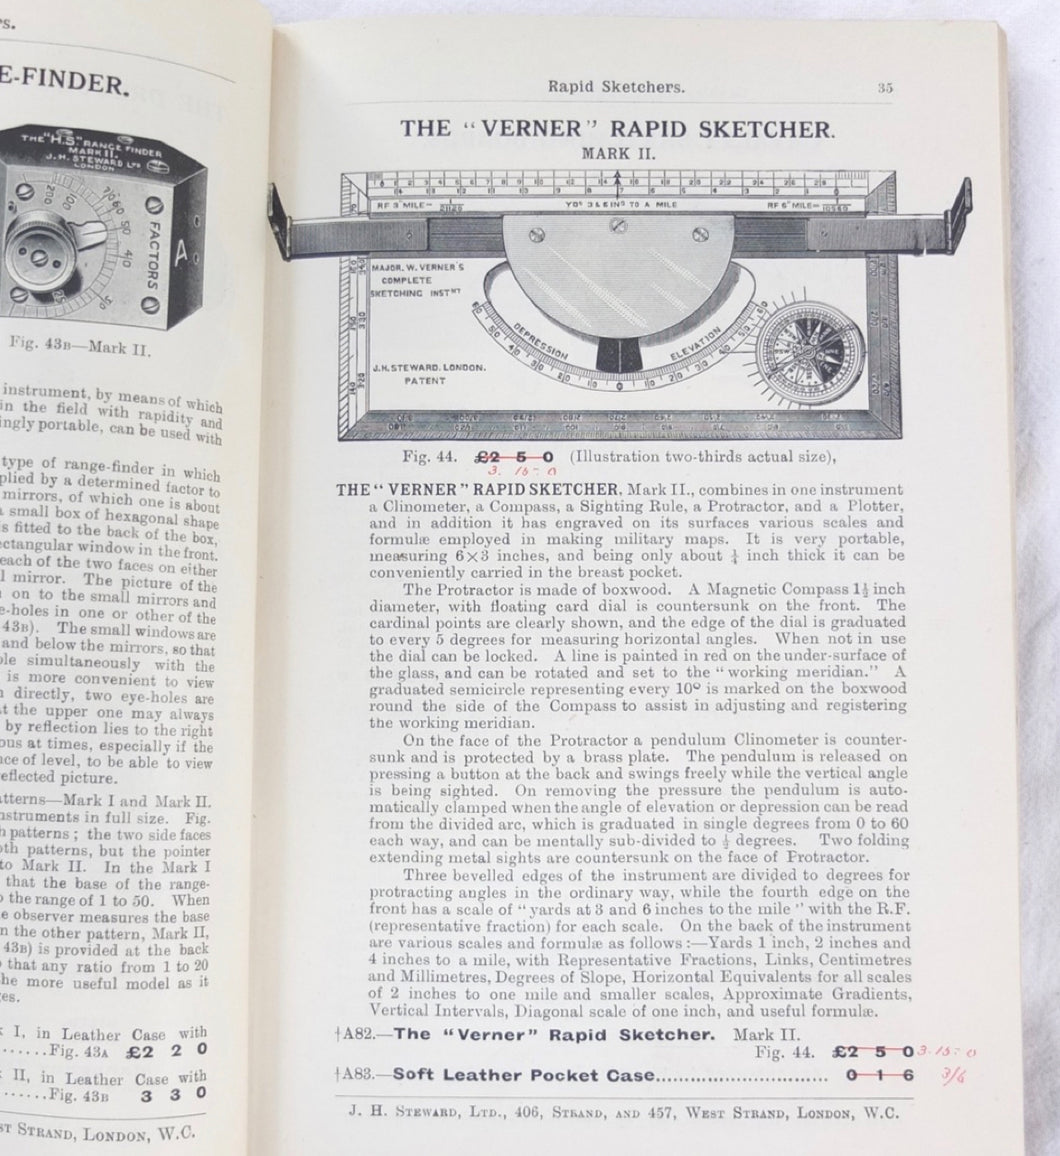 rs.
E-FINDER.
THE "H.S." RANGE FINDER
MARK II.
J. H. STEWARD LTD
LONDON
FACTORS
A
Fig. 43B—Mark II.
instrument, by means of which
in the field with rapidity and
ingly portable, can be used with
type of range-finder in which
plied by a determined factor to
mirrors, of which one is about
a small box of hexagonal shape
s fitted to the back of the box,
ectangular window in the front.
each of the two faces on either
l mirror. The picture of the
on to the small mirrors and
e-holes in one or other of the
43B). The small windows are
and below the mirrors, so that
ble simultaneously with the
is more convenient to view
n directly, two eye-holes are
at the upper one may always
by reflection lies to the right
ous at times, especially if the
nce of level, to be able to view
eflected picture.
tterns—Mark I and Mark II.
nstruments in full size. Fig.
h patterns; the two side faces
oth patterns, but the pointer
to Mark II. In the Mark I
that the base of the range-
o the range of 1 to 50. When
e observer measures the base
n the other pattern, Mark II,
43B) is provided at the back
o that any ratio from 1 to 20
he more useful model as it
es.
k I, in Leather Case with
.......Fig. 43A £2 2 0
k II, in Leather Case with
......Fig. 43B 3 3 0
ST STRAND, LONDON, W.C.
Rapid Sketchers. 35
THE "VERNER" RAPID SKETCHER.
MARK II.
RF 3" MILE= 1/21120 YDS 3 & 6 INS TO A MILE RF 6" MILE= 1/10560
MAJOR. W. VERNER'S
COMPLETE
SKETCHING INSTMT
DEPRESSION
ELEVATION
J.H. STEWARD. LONDON.
PATENT
Fig. 44. £2 5 0 (Illustration two-thirds actual size),
3. 15 - 0
THE "VERNER" RAPID SKETCHER, Mark II., combines in one instrument
a Clinometer, a Compass, a Sighting Rule, a Protractor, and a Plotter,
and in addition it has engraved on its surfaces various scales and
formulæ employed in making military maps. It is very portable,
measuring 6×3 inches, and being only about ¼ inch thick it can be
conveniently carried in the breast pocket.
The Protractor is made of boxwood. A Magnetic Compass 1½ inch
diameter, with floating card dial is countersunk on the front. The
cardinal points are clearly shown, and the edge of the dial is graduated
to every 5 degrees for measuring horizontal angles. When not in use
the dial can be locked. A line is painted in red on the under-surface of
the glass, and can be rotated and set to the "working meridian." A
graduated semicircle representing every 10° is marked on the boxwood
round the side of the Compass to assist in adjusting and registering
the working meridian.
On the face of the Protractor a pendulum Clinometer is counter-
sunk and is protected by a brass plate. The pendulum is released on
pressing a button at the back and swings freely while the vertical angle
is being sighted. On removing the pressure the pendulum is auto-
matically clamped when the angle of elevation or depression can be read
from the divided arc, which is graduated in single degrees from 0 to 60
each way, and can be mentally sub-divided to ½ degrees. Two folding
extending metal sights are countersunk on the face of Protractor.
Three bevelled edges of the instrument are divided to degrees for
protracting angles in the ordinary way, while the fourth edge on the
front has a scale of "yards at 3 and 6 inches to the mile" with the R.F.
(representative fraction) for each scale. On the back of the instrument
are various scales and formulæ as follows:—Yards 1 inch, 2 inches and
4 inches to a mile, with Representative Fractions, Links, Centimetres
and Millimetres, Degrees of Slope, Horizontal Equivalents for all scales
of 2 inches to one mile and smaller scales, Approximate Gradients,
Vertical Intervals, Diagonal scale of one inch, and useful formulæ.
†A82.—The "Verner" Rapid Sketcher. Mark II.
Fig. 44. £2 5 0 3. 15 - 0
†A83.—Soft Leather Pocket Case.............................. 0 1 6 3/6
J. H. STEWARD, LTD., 406, STRAND, AND 457, WEST STRAND, LONDON, W.C.